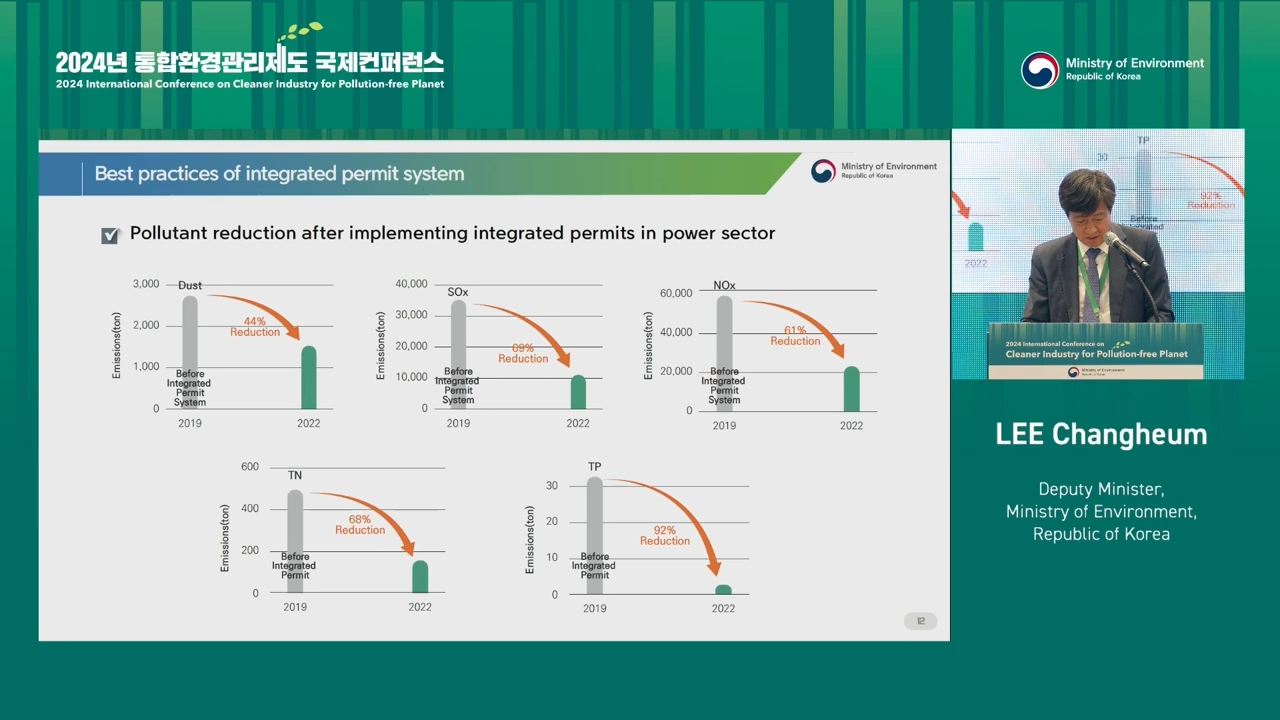 2024년 통합환경관리제도 국제컨퍼런스
2024 International Conference on Cleaner Industry for Pollution-free Planet
Ministry of Environment
Republic of Korea
Best practices of integrated permit system
Ministry of Environment
Republic of Korea
Pollutant reduction after implementing integrated permits in power sector
Emissions(ton)
3,000
2,000
1,000
0
Dust
44%
Reduction
Before
Integrated
Permit
System
2019
2022
Emissions(ton)
40,000
30,000
20,000
10,000
0
SOx
69%
Reduction
Before
Integrated
Permit
System
2019
2022
Emissions(ton)
60,000
40,000
20,000
0
NOx
61%
Reduction
Before
Integrated
Permit
System
2019
2022
Emissions(ton)
600
400
200
0
TN
68%
Reduction
Before
Integrated
Permit
2019
2022
Emissions(ton)
30
20
10
0
TP
92%
Reduction
Before
Integrated
Permit
2019
2022
12
TP
30
92%
Reduction
Before
2022
2024 International Conference on
Cleaner Industry for Pollution-free Planet
Ministry of Environment
LEE Changheum
Deputy Minister,
Ministry of Environment,
Republic of Korea